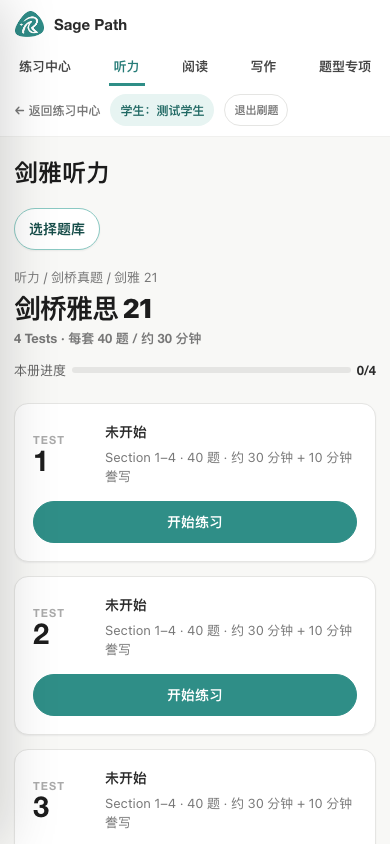 Sage Path
练习中心 听力 阅读 写作 题型专项
← 返回练习中心 学生：测试学生 退出刷题
剑雅听力
选择题库
听力 / 剑桥真题 / 剑雅 21
剑桥雅思 21
4 Tests · 每套 40 题 / 约 30 分钟
本册进度 0/4
TEST
1
未开始
Section 1–4 · 40 题 · 约 30 分钟 + 10 分钟
誊写
开始练习
TEST
2
未开始
Section 1–4 · 40 题 · 约 30 分钟 + 10 分钟
誊写
开始练习
TEST
3
未开始
Section 1–4 · 40 题 · 约 30 分钟 + 10 分钟
誊写